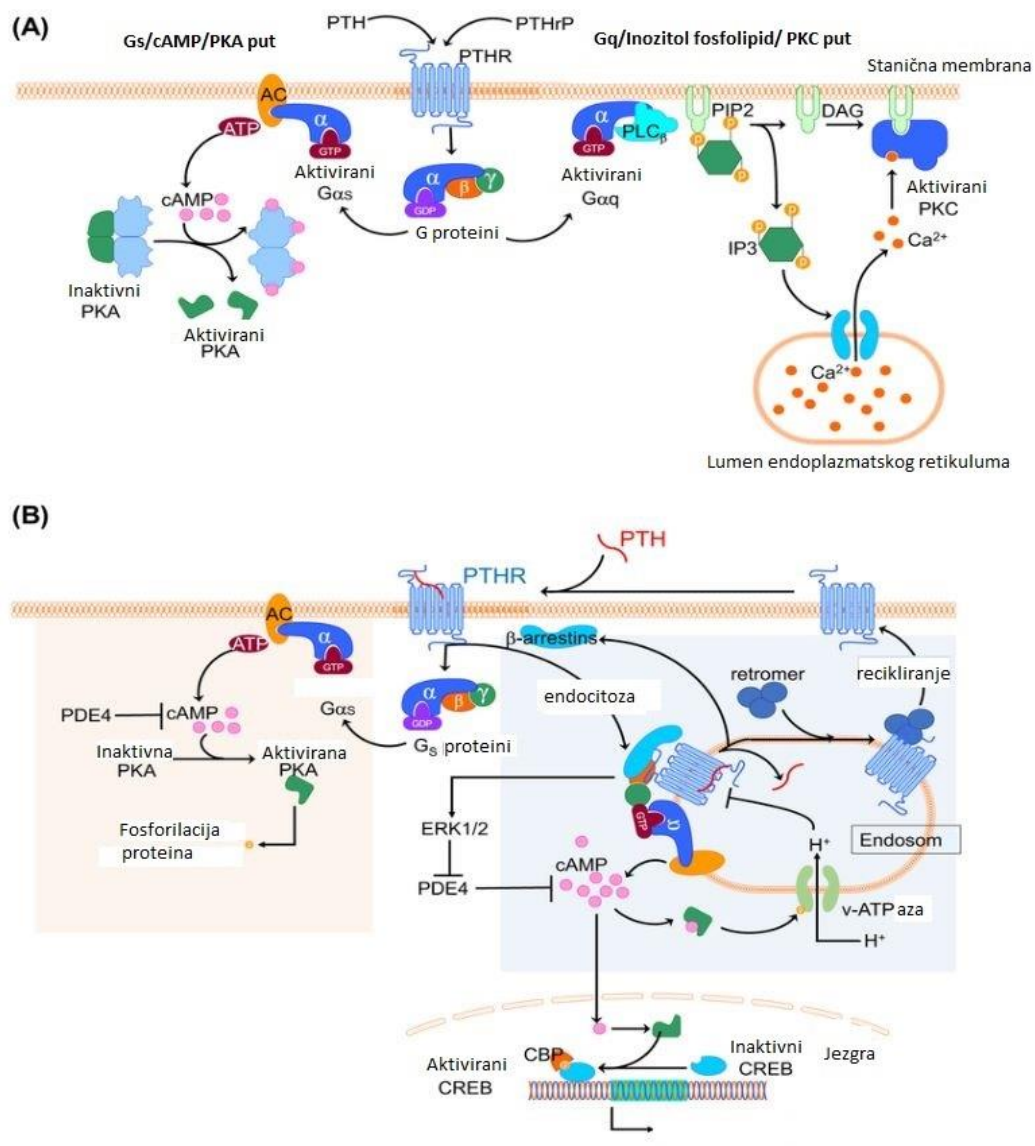 (A)
Gs/cAMP/PKA put
PTH
PTHrP
PTHR
Gq/Inozitol fosfolipid/ PKC put
Stanična membrana
AC
ATP
α
GTP
Aktivirani
Gαs
cAMP
Inaktivni
PKA
Aktivirani
PKA
α
β
γ
GDP
G proteini
α
GTP
PLCβ
Aktivirani
Gαq
PIP2
P
P
P
DAG
Aktivirani
PKC
IP3
P
P
P
Ca²⁺
Ca²⁺
Lumen endoplazmatskog retikuluma
(B)
PTH
PTHR
AC
ATP
α
GTP
β-arrestins
PDE4
cAMP
Gαs
α
β
γ
GDP
GS proteini
endocitoza
retromer
recikliranje
Inaktivna
PKA
Aktivirana
PKA
Fosforilacija
proteina
ERK1/2
PDE4
GTP
α
cAMP
H⁺
Endosom
v-ATPaza
H⁺
Jezgra
Aktivirani
CREB
CBP
Inaktivni
CREB